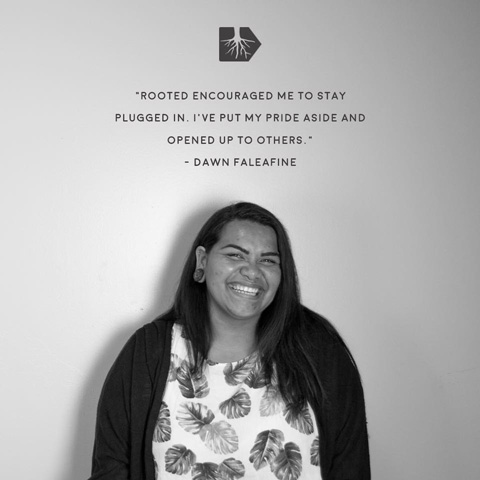 "ROOTED ENCOURAGED ME TO STAY
PLUGGED IN. I'VE PUT MY PRIDE ASIDE AND
OPENED UP TO OTHERS."
- DAWN FALEAFINE